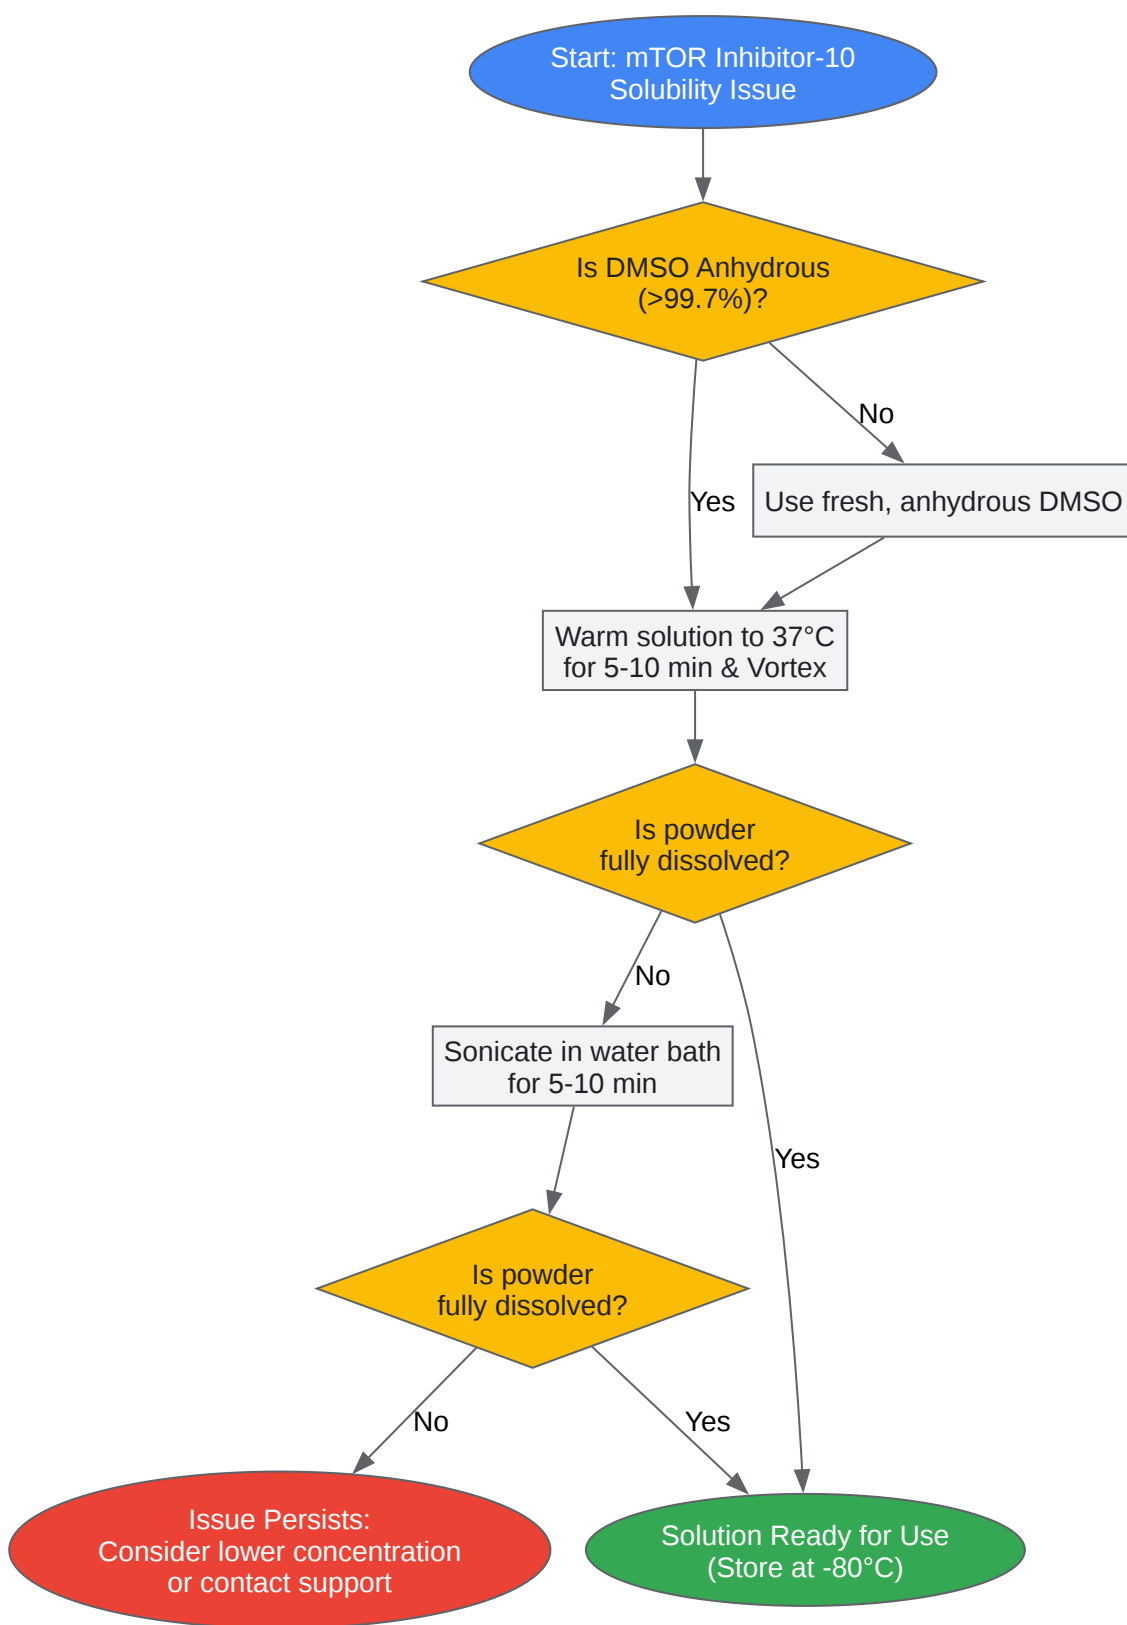 Start: mTOR Inhibitor-10
Solubility Issue
Is DMSO Anhydrous
(>99.7%)?
No
Yes
Use fresh, anhydrous DMSO
Warm solution to 37°C
for 5-10 min & Vortex
Is powder
fully dissolved?
No
Sonicate in water bath
for 5-10 min
Yes
Is powder
fully dissolved?
No
Yes
Issue Persists:
Consider lower concentration
or contact support
Solution Ready for Use
(Store at -80°C)